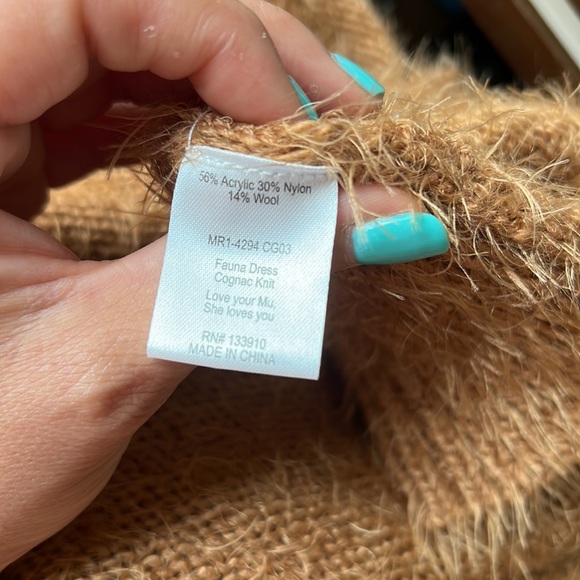 56% Acrylic 30% Nylon
14% Wool
MR1-4294 CG03
Fauna Dress
Cognac Knit
Love your Mu,
She loves you
RN# 133910
MADE IN CHINA